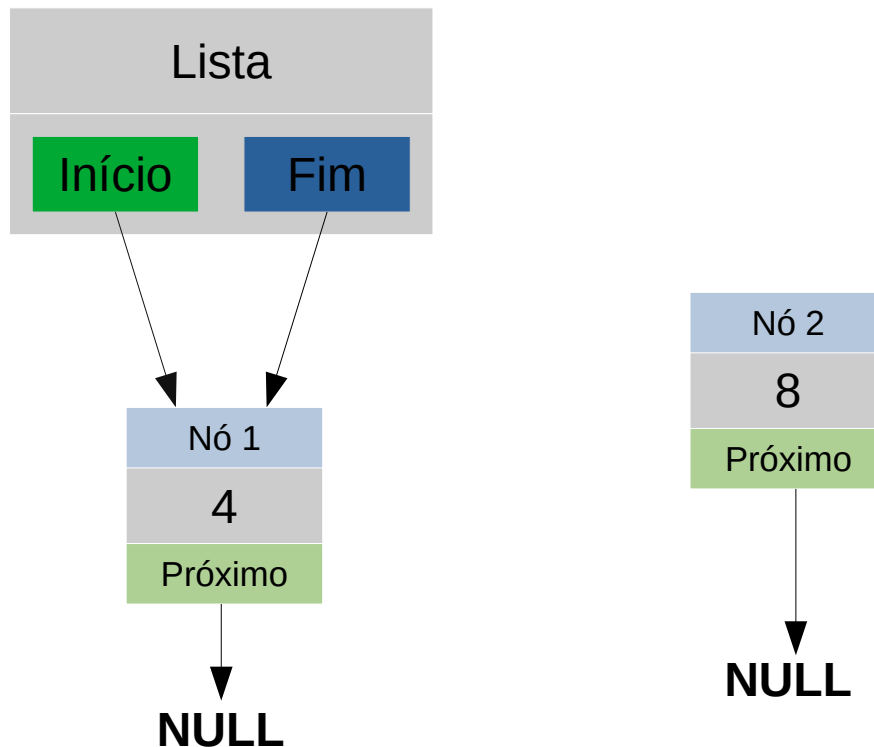 Lista
Início
Fim
Nó 1
4
Próximo
NULL
Nó 2
8
Próximo
NULL